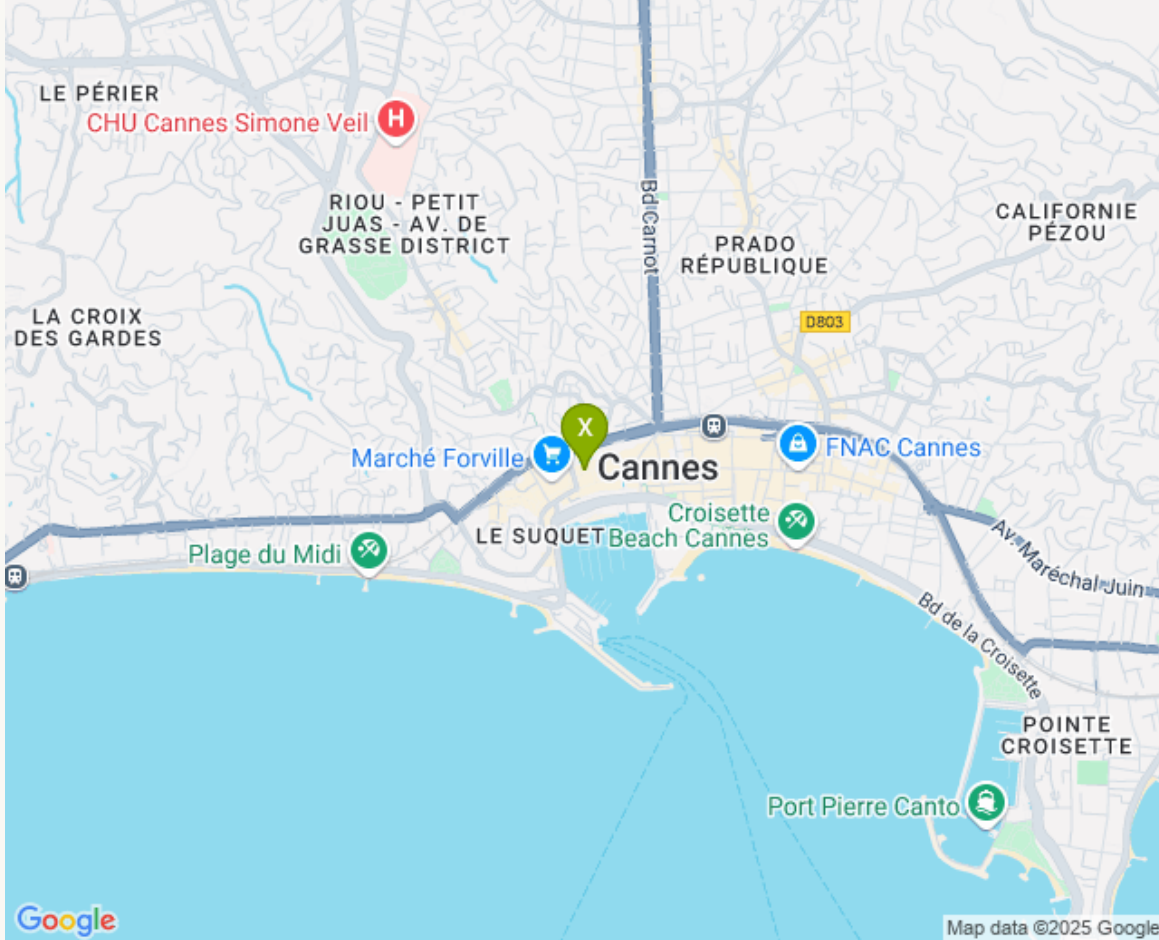 LE PÉRIER
CHU Cannes Simone Veil
H
RIOU - PETIT
JUAS - AV. DE
GRASSE DISTRICT
Bd Carnot
PRADO
RÉPUBLIQUE
CALIFORNIE
PÉZOU
LA CROIX
DES GARDES
D803
X
Marché Forville
Cannes
FNAC Cannes
LE SUQUET
Croisette
Beach Cannes
Plage du Midi
Av. Maréchal Juin
Bd de la Croisette
POINTE
CROISETTE
Port Pierre Canto
Google
Map data ©2025 Google